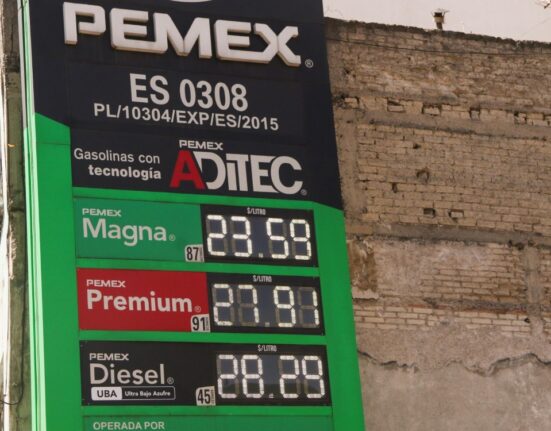 PEMEX®
ES 0308
PL/10304/EXP/ES/2015
Gasolinas con tecnología
PEMEX ADITEC®
PEMEX Magna® 87
$/LITRO 23.59
PEMEX Premium® 91
$/LITRO 27.91
PEMEX Diesel® 45
UBA Ultra Bajo Azufre
$/LITRO 28.29
OPERADA POR